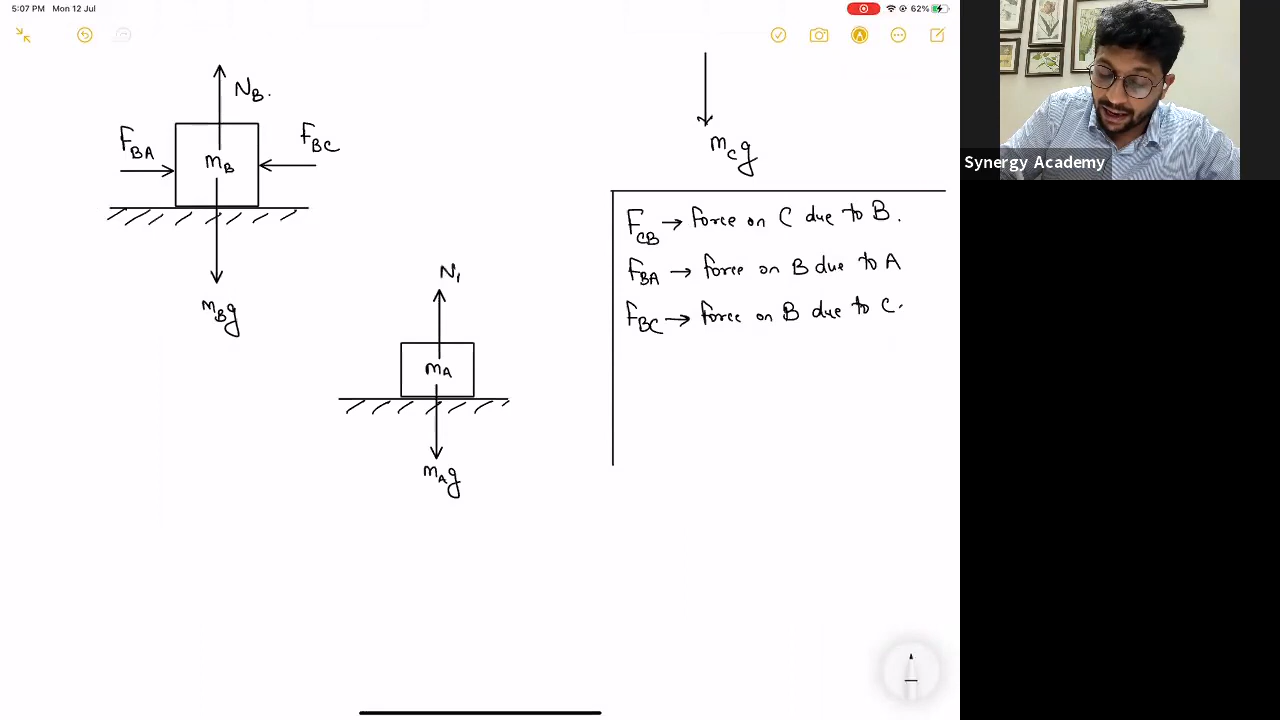 5:07 PM Mon 12 Jul
62%
N_B.
F_BA
F_BC
m_B
m_Bg
N₁
m_A
m_Ag
m_Cg
F_CB → force on C due to B.
F_BA → force on B due to A
F_BC → force on B due to C.
Synergy Academy